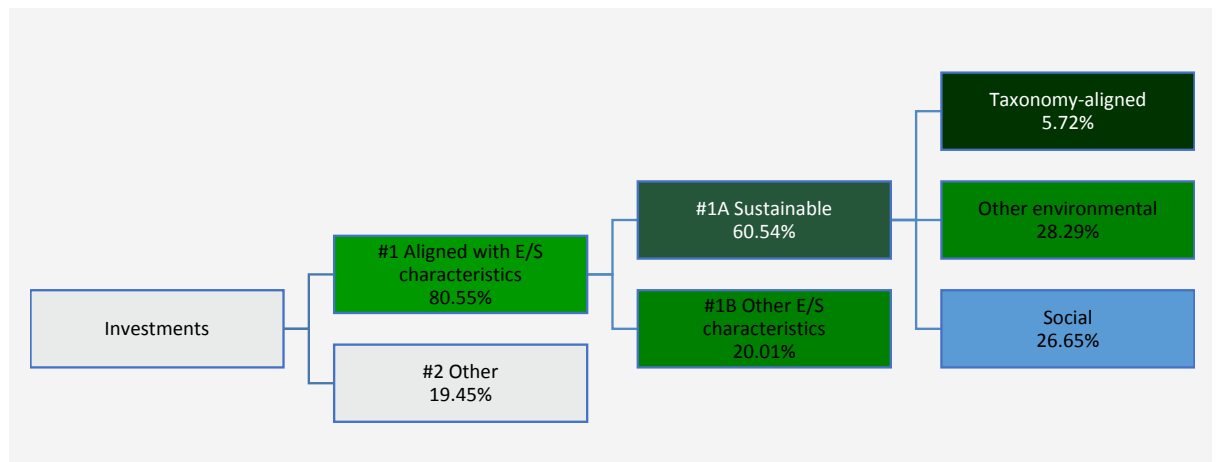 Investments
#1 Aligned with E/S
characteristics
80.55%
#2 Other
19.45%
#1A Sustainable
60.54%
#1B Other E/S
characteristics
20.01%
Taxonomy-aligned
5.72%
Other environmental
28.29%
Social
26.65%